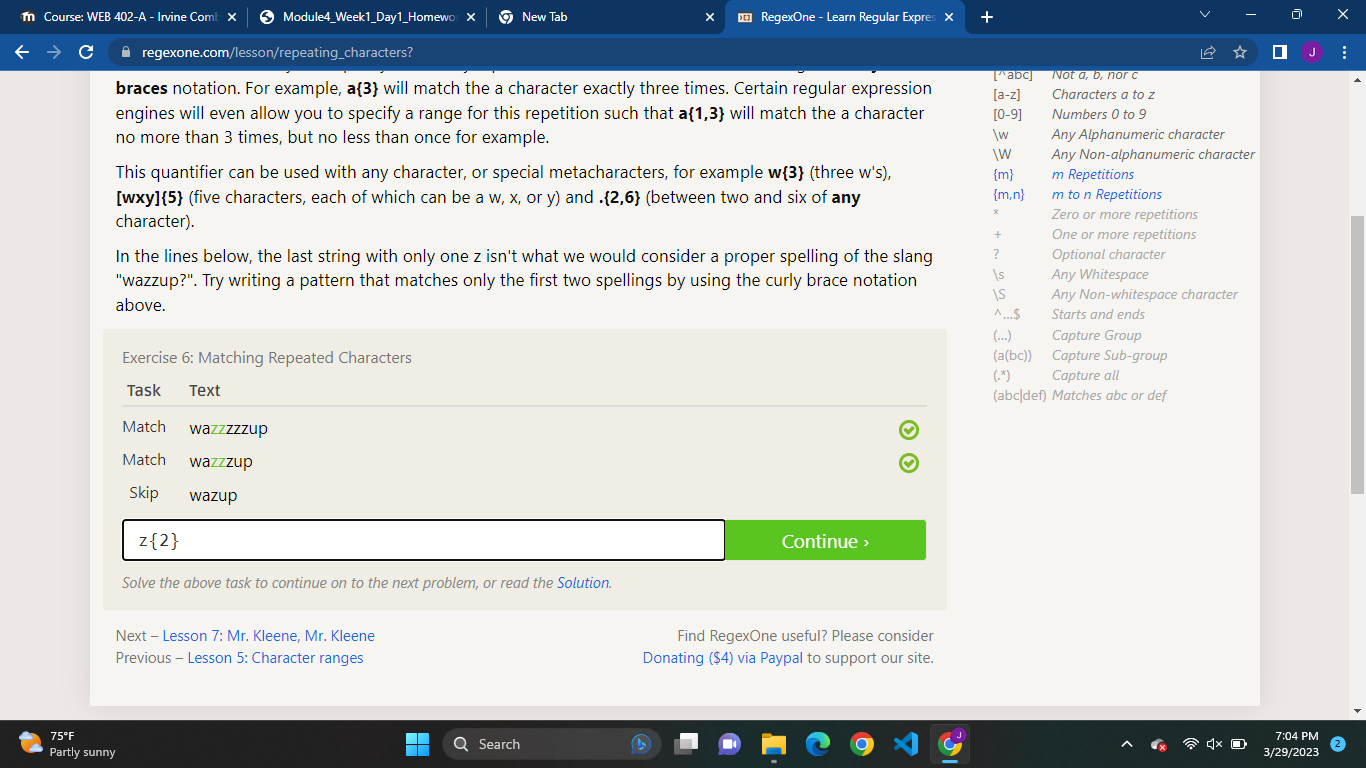 Course: WEB 402-A - Irvine Com
Module4_Week1_Day1_Homewo
New Tab
RegexOne - Learn Regular Expres
regexone.com/lesson/repeating_characters?
J
braces notation. For example, a{3} will match the a character exactly three times. Certain regular expression
engines will even allow you to specify a range for this repetition such that a{1,3} will match the a character
no more than 3 times, but no less than once for example.
This quantifier can be used with any character, or special metacharacters, for example w{3} (three w's),
[wxy]{5} (five characters, each of which can be a w, x, or y) and .{2,6} (between two and six of any
character).
In the lines below, the last string with only one z isn't what we would consider a proper spelling of the slang
"wazzup?". Try writing a pattern that matches only the first two spellings by using the curly brace notation
above.
Exercise 6: Matching Repeated Characters
Task Text
Match wazzzzzup
Match wazzzup
Skip wazup
z{2}
Continue ›
Solve the above task to continue on to the next problem, or read the Solution.
Next – Lesson 7: Mr. Kleene, Mr. Kleene
Previous – Lesson 5: Character ranges
Find RegexOne useful? Please consider
Donating ($4) via Paypal to support our site.
[^abc] Not a, b, nor c
[a-z] Characters a to z
[0-9] Numbers 0 to 9
\w Any Alphanumeric character
\W Any Non-alphanumeric character
{m} m Repetitions
{m,n} m to n Repetitions
* Zero or more repetitions
+ One or more repetitions
? Optional character
\s Any Whitespace
\S Any Non-whitespace character
^…$ Starts and ends
(…) Capture Group
(a(bc)) Capture Sub-group
(.*) Capture all
(abc|def) Matches abc or def
75°F
Partly sunny
Search
J
7:04 PM
3/29/2023
2